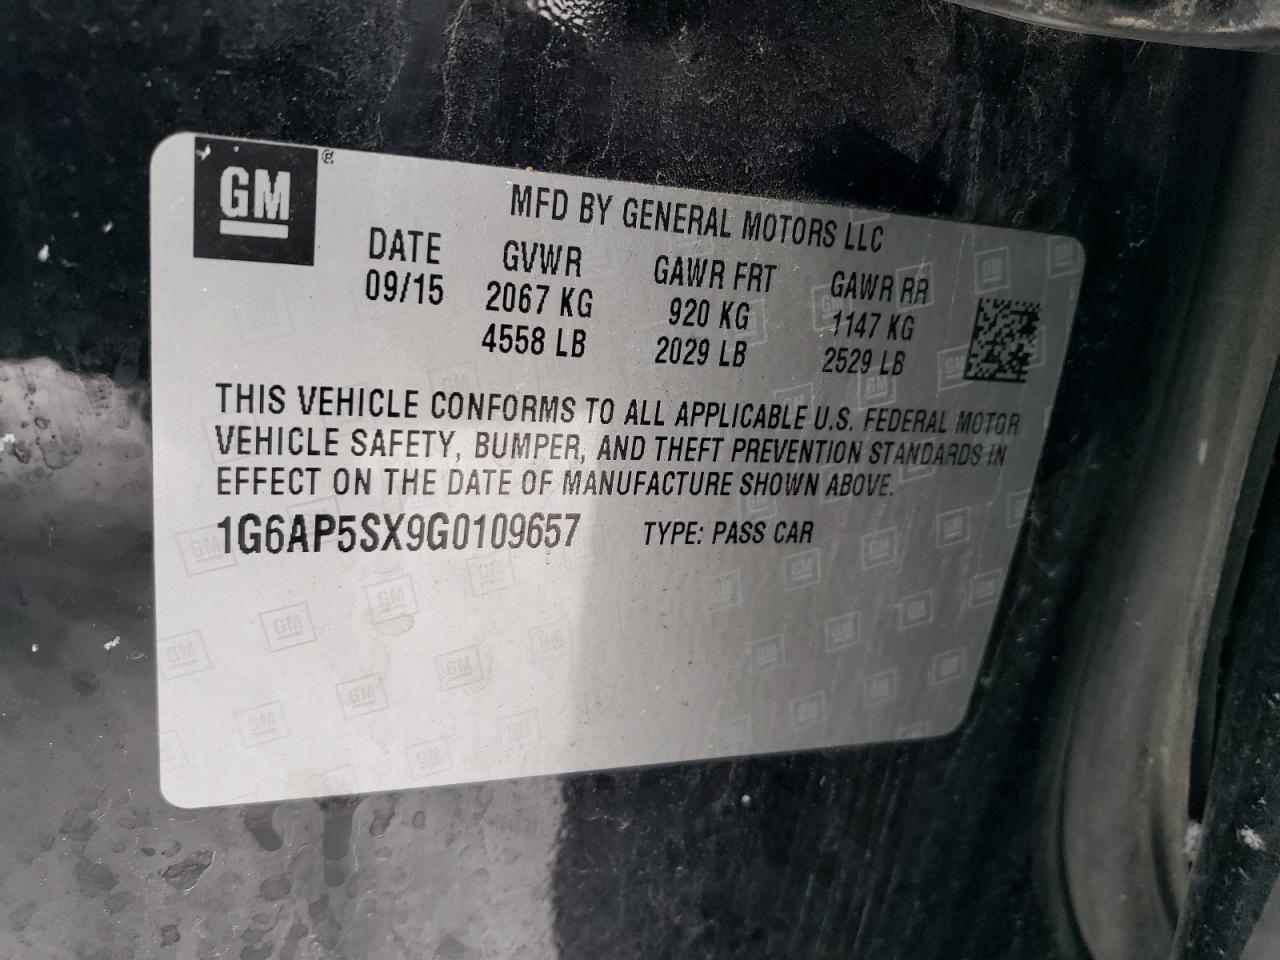 GM
MFD BY GENERAL MOTORS LLC
DATE GVWR GAWR FRT GAWR RR
09/15 2067 KG 920 KG 1147 KG
4558 LB 2029 LB 2529 LB
THIS VEHICLE CONFORMS TO ALL APPLICABLE U.S. FEDERAL MOTOR
VEHICLE SAFETY, BUMPER, AND THEFT PREVENTION STANDARDS IN
EFFECT ON THE DATE OF MANUFACTURE SHOWN ABOVE.
1G6AP5SX9G0109657 TYPE: PASS CAR